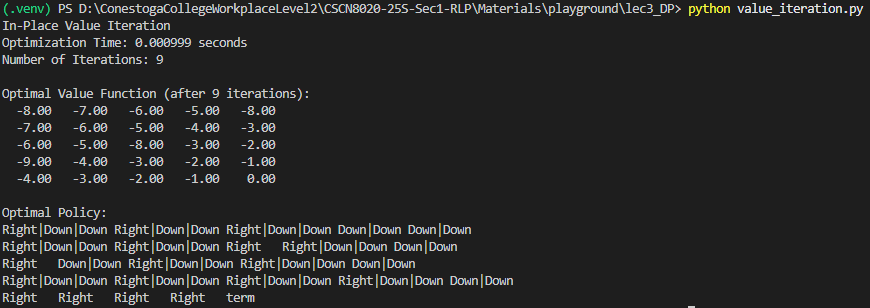 (.venv) PS D:\ConestogaCollegeWorkplaceLevel2\CSCN8020-25S-Sec1-RLP\Materials\playground\lec3_DP> python value_iteration.py
In-Place Value Iteration
Optimization Time: 0.000999 seconds
Number of Iterations: 9

Optimal Value Function (after 9 iterations):
  -8.00   -7.00   -6.00   -5.00   -8.00
  -7.00   -6.00   -5.00   -4.00   -3.00
  -6.00   -5.00   -8.00   -3.00   -2.00
  -9.00   -4.00   -3.00   -2.00   -1.00
  -4.00   -3.00   -2.00   -1.00    0.00

Optimal Policy:
Right|Down|Down Right|Down|Down Right|Down|Down Down|Down Down|Down
Right|Down|Down Right|Down|Down Right   Right|Down|Down Down|Down
Right   Down|Down Right|Down|Down Right|Down|Down Down|Down
Right|Down|Down Right|Down|Down Right|Down|Down Right|Down|Down Down|Down
Right   Right   Right   Right   term